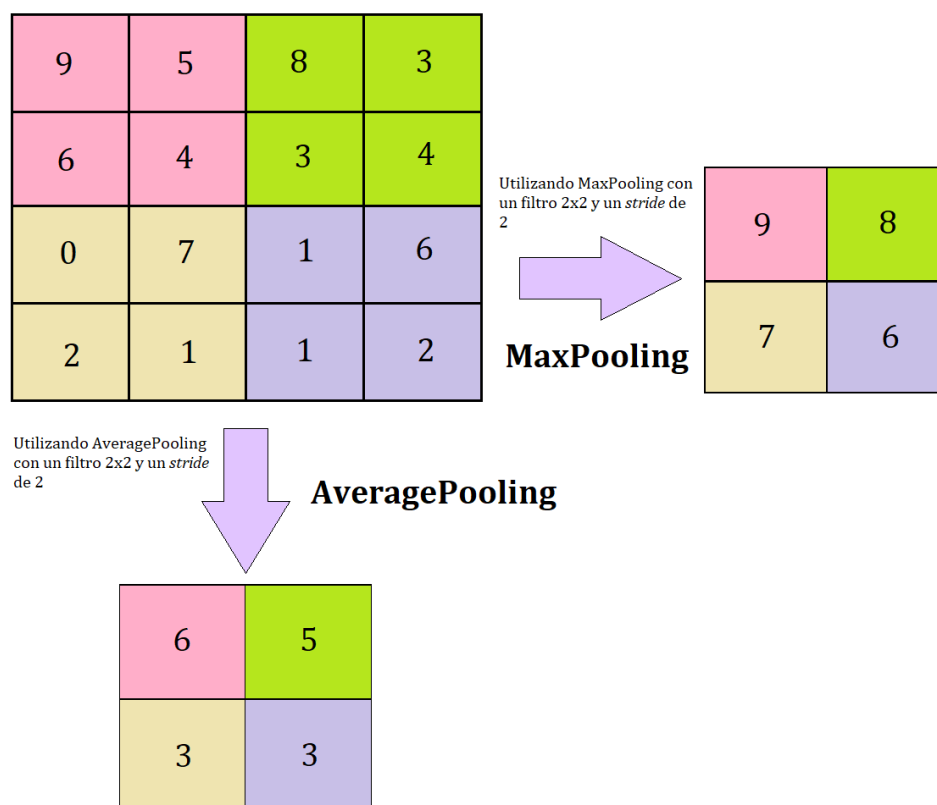 9 5 8 3
6 4 3 4
0 7 1 6
2 1 1 2
Utilizando MaxPooling con
un filtro 2x2 y un stride de
2
MaxPooling
9 8
7 6
Utilizando AveragePooling
con un filtro 2x2 y un stride
de 2
AveragePooling
6 5
3 3